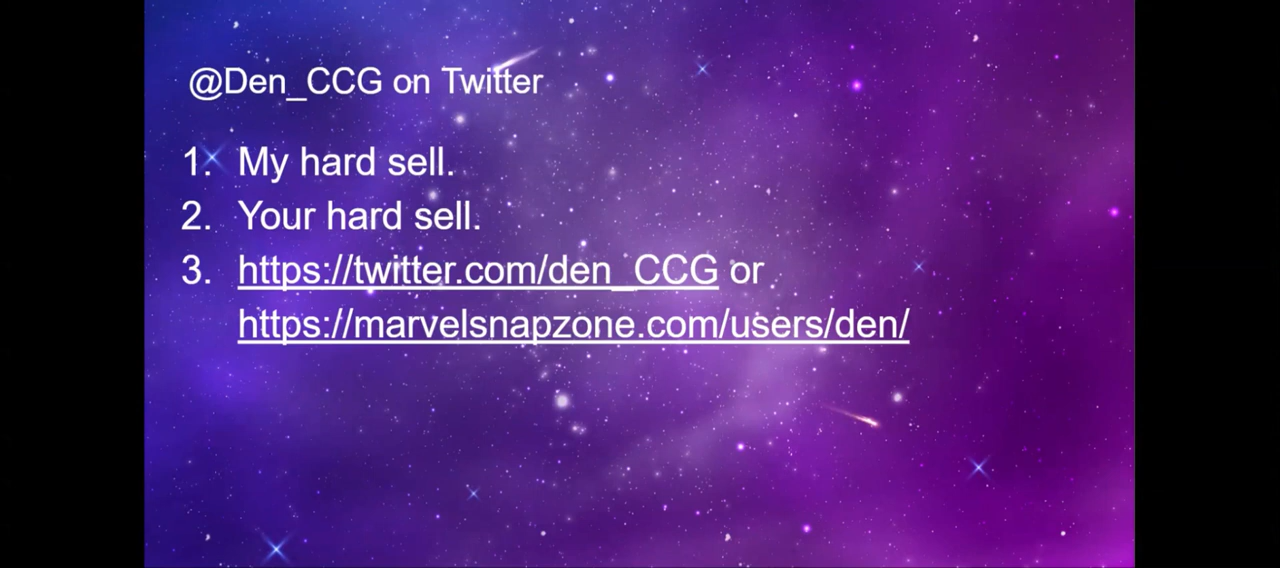 @Den_CCG on Twitter
1. My hard sell.
2. Your hard sell.
3. https://twitter.com/den_CCG or
https://marvelsnapzone.com/users/den/